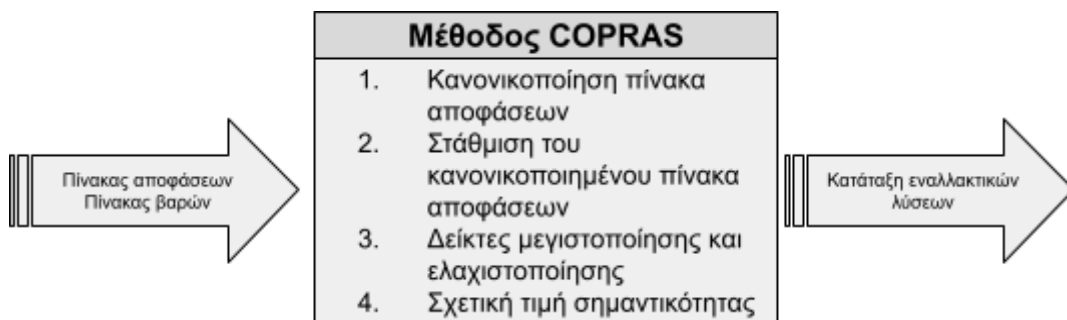 Μέθοδος COPRAS
Πίνακας αποφάσεων
Πίνακας βαρών
1. Κανονικοποίηση πίνακα
αποφάσεων
2. Στάθμιση του
κανονικοποιημένου πίνακα
αποφάσεων
3. Δείκτες μεγιστοποίησης και
ελαχιστοποίησης
4. Σχετική τιμή σημαντικότητας
Κατάταξη εναλλακτικών
λύσεων